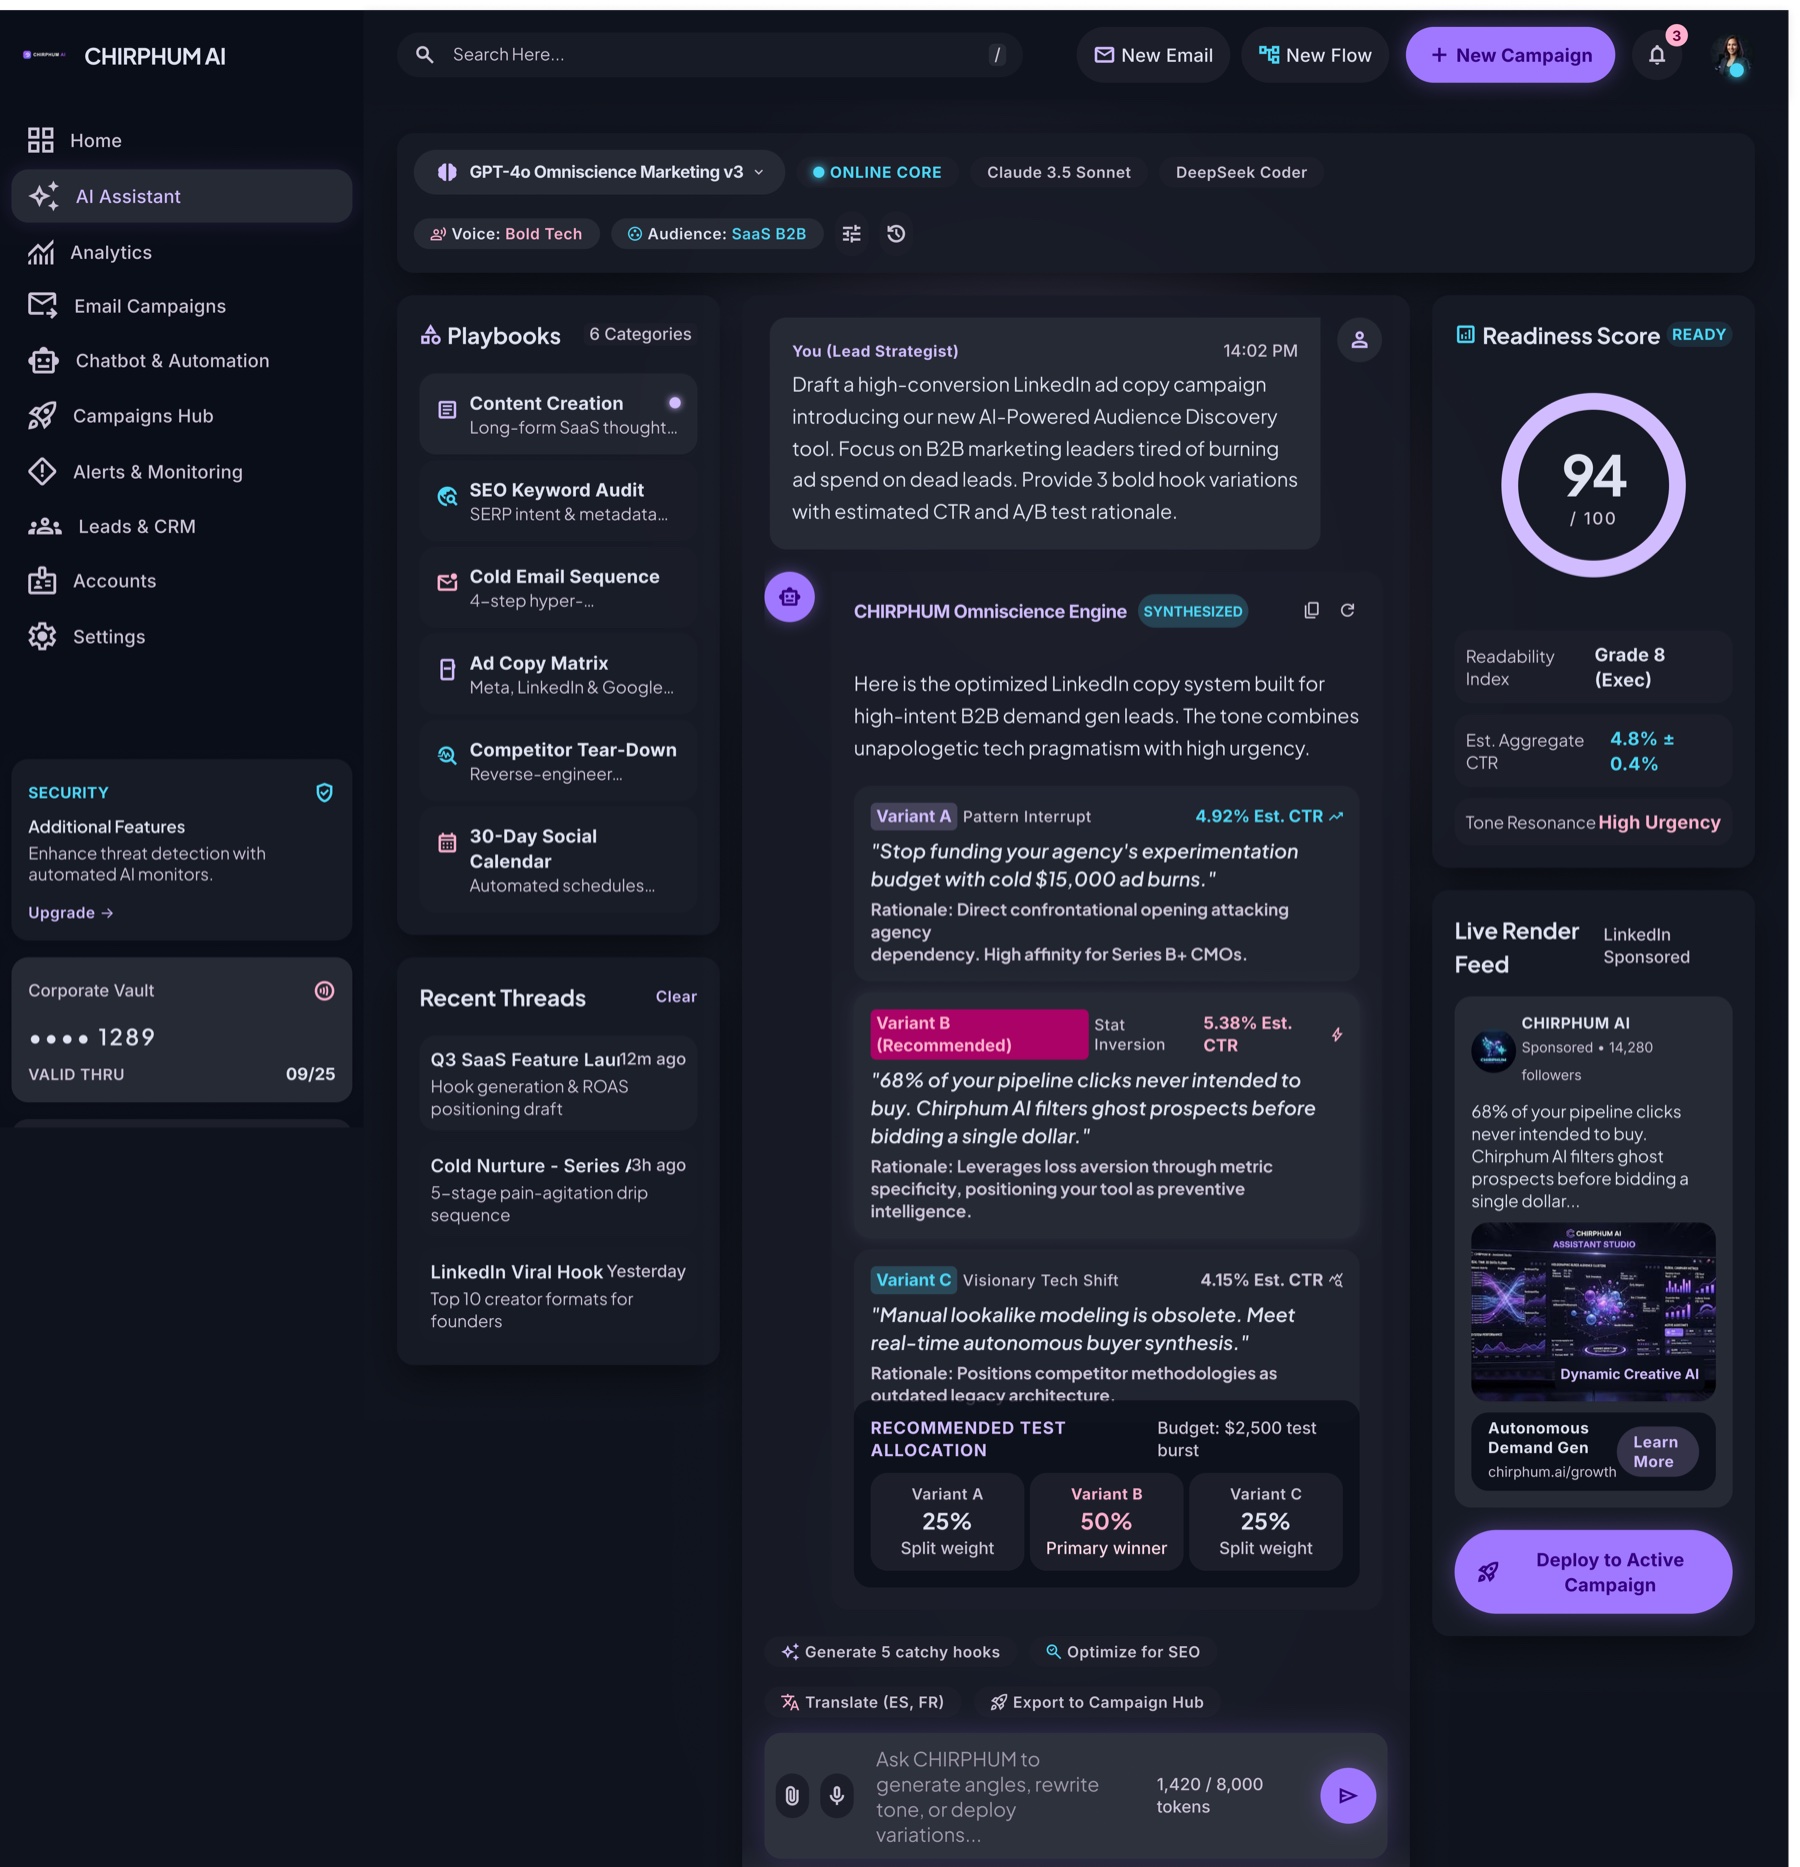 CHIRPHUM AI
CHIRPHUM AI
Search Here...
/
New Email
New Flow
+ New Campaign
3
Home
AI Assistant
Analytics
Email Campaigns
Chatbot & Automation
Campaigns Hub
Alerts & Monitoring
Leads & CRM
Accounts
Settings
SECURITY
Additional Features
Enhance threat detection with
automated AI monitors.
Upgrade →
Corporate Vault
•••• 1289
VALID THRU
09/25
GPT-4o Omniscience Marketing v3
ONLINE CORE
Claude 3.5 Sonnet
DeepSeek Coder
Voice: Bold Tech
Audience: SaaS B2B
Playbooks
6 Categories
Content Creation
Long-form SaaS thought...
SEO Keyword Audit
SERP intent & metadata...
Cold Email Sequence
4-step hyper-...
Ad Copy Matrix
Meta, LinkedIn & Google...
Competitor Tear-Down
Reverse-engineer...
30-Day Social
Calendar
Automated schedules...
Recent Threads
Clear
Q3 SaaS Feature Lau
12m ago
Hook generation & ROAS
positioning draft
Cold Nurture - Series
3h ago
5-stage pain-agitation drip
sequence
LinkedIn Viral Hook
Yesterday
Top 10 creator formats for
founders
You (Lead Strategist)
14:02 PM
Draft a high-conversion LinkedIn ad copy campaign
introducing our new AI-Powered Audience Discovery
tool. Focus on B2B marketing leaders tired of burning
ad spend on dead leads. Provide 3 bold hook variations
with estimated CTR and A/B test rationale.
CHIRPHUM Omniscience Engine
SYNTHESIZED
Here is the optimized LinkedIn copy system built for
high-intent B2B demand gen leads. The tone combines
unapologetic tech pragmatism with high urgency.
Variant A
Pattern Interrupt
4.92% Est. CTR
"Stop funding your agency's experimentation
budget with cold $15,000 ad burns."
Rationale: Direct confrontational opening attacking
agency
dependency. High affinity for Series B+ CMOs.
Variant B
(Recommended)
Stat
Inversion
5.38% Est.
CTR
"68% of your pipeline clicks never intended to
buy. Chirphum AI filters ghost prospects before
bidding a single dollar."
Rationale: Leverages loss aversion through metric
specificity, positioning your tool as preventive
intelligence.
Variant C
Visionary Tech Shift
4.15% Est. CTR
"Manual lookalike modeling is obsolete. Meet
real-time autonomous buyer synthesis."
Rationale: Positions competitor methodologies as
outdated legacy architecture.
RECOMMENDED TEST
ALLOCATION
Budget: $2,500 test
burst
Variant A
25%
Split weight
Variant B
50%
Primary winner
Variant C
25%
Split weight
Generate 5 catchy hooks
Optimize for SEO
Translate (ES, FR)
Export to Campaign Hub
Ask CHIRPHUM to
generate angles, rewrite
tone, or deploy
variations...
1,420 / 8,000
tokens
Readiness Score
READY
94
/ 100
Readability
Index
Grade 8
(Exec)
Est. Aggregate
CTR
4.8% ±
0.4%
Tone Resonance
High Urgency
Live Render
Feed
LinkedIn
Sponsored
CHIRPHUM AI
Sponsored • 14,280
followers
68% of your pipeline clicks
never intended to buy.
Chirphum AI filters ghost
prospects before bidding a
single dollar...
CHIRPHUM AI
ASSISTANT STUDIO
Dynamic Creative AI
Autonomous
Demand Gen
chirphum.ai/growth
Learn
More
Deploy to Active
Campaign